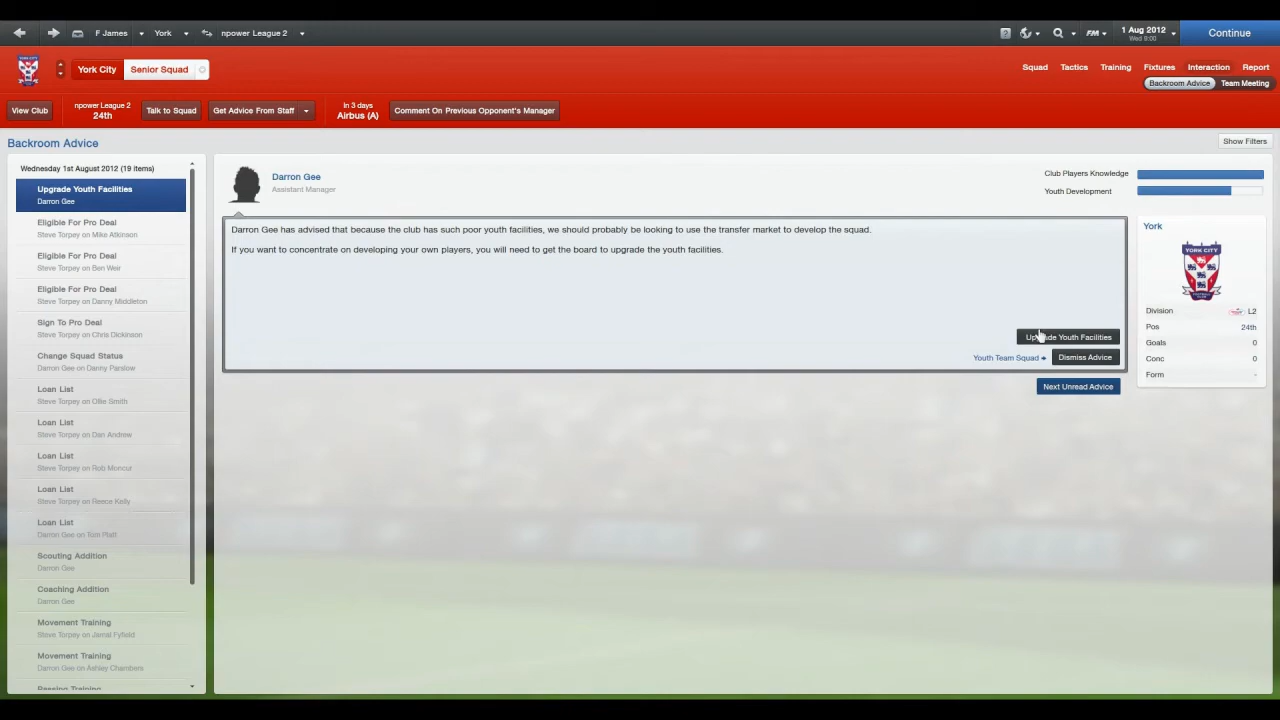 F James
York
npower League 2
FM
1 Aug 2012
Wed 9:00
Continue
York City
Senior Squad
Squad
Tactics
Training
Fixtures
Interaction
Report
Backroom Advice
Team Meeting
View Club
npower League 2
24th
Talk to Squad
Get Advice From Staff
In 3 days
Airbus (A)
Comment On Previous Opponent's Manager
Backroom Advice
Show Filters
Wednesday 1st August 2012 (19 items)
Upgrade Youth Facilities
Darron Gee
Eligible For Pro Deal
Steve Torpey on Mike Atkinson
Eligible For Pro Deal
Steve Torpey on Ben Weir
Eligible For Pro Deal
Steve Torpey on Danny Middleton
Sign To Pro Deal
Steve Torpey on Chris Dickinson
Change Squad Status
Darron Gee on Danny Parslow
Loan List
Steve Torpey on Ollie Smith
Loan List
Steve Torpey on Dan Andrew
Loan List
Steve Torpey on Rob Moncur
Loan List
Steve Torpey on Reece Kelly
Loan List
Darron Gee on Tom Platt
Scouting Addition
Darron Gee
Coaching Addition
Darron Gee
Movement Training
Steve Torpey on Jamal Fyfield
Movement Training
Darron Gee on Ashley Chambers
Passing Training
Darron Gee
Assistant Manager
Club Players Knowledge
Youth Development
Darron Gee has advised that because the club has such poor youth facilities, we should probably be looking to use the transfer market to develop the squad.
If you want to concentrate on developing your own players, you will need to get the board to upgrade the youth facilities.
Upgrade Youth Facilities
Youth Team Squad
Dismiss Advice
Next Unread Advice
York
YORK CITY
Division L2
Pos 24th
Goals 0
Conc 0
Form -